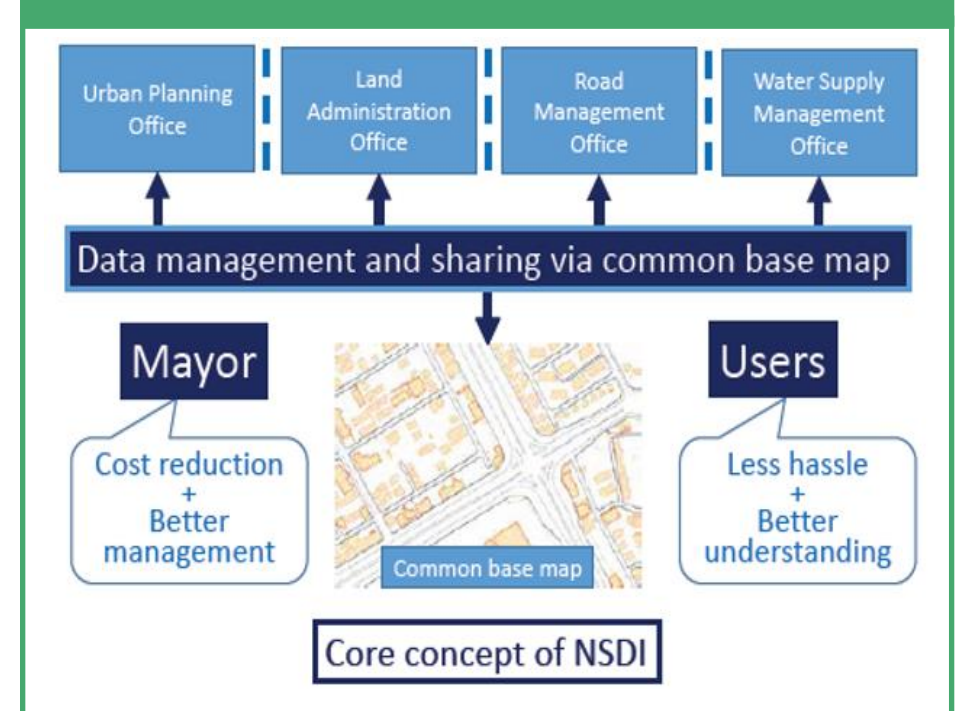 Urban Planning
Office
Land
Administration
Office
Road
Management
Office
Water Supply
Management
Office
Data management and sharing via common base map
Mayor
Cost reduction
+
Better
management
Users
Less hassle
+
Better
understanding
Common base map
Core concept of NSDI